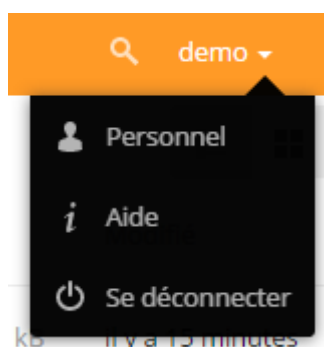 demo
Personnel
Aide
Se déconnecter
kB il y a 15 minutes